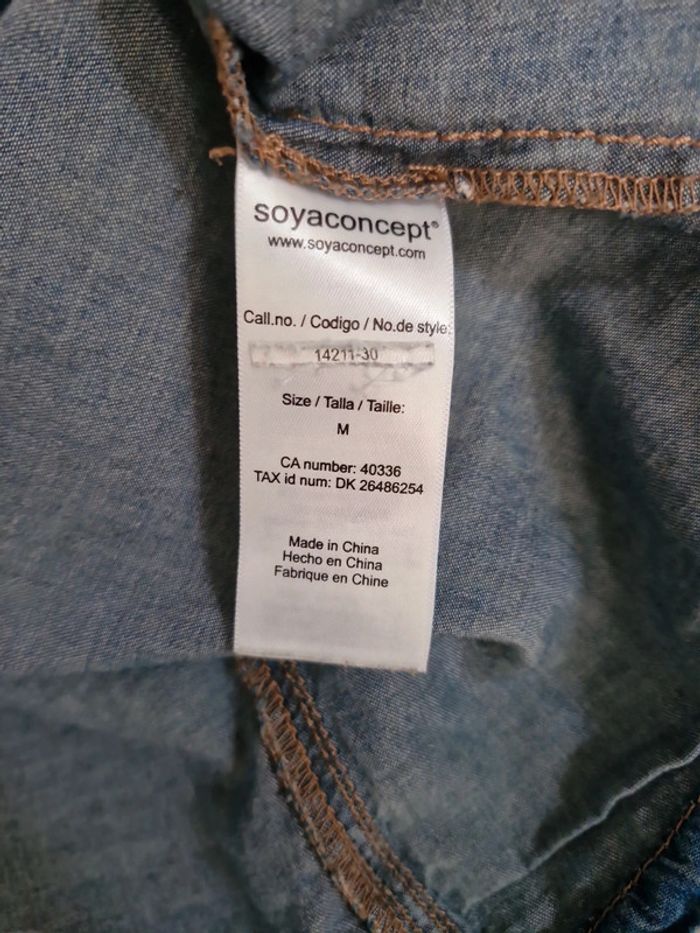 soyaconcept®
www.soyaconcept.com
Call.no. / Codigo / No.de style:
14211-30
Size / Talla / Taille:
M
CA number: 40336
TAX id num: DK 26486254
Made in China
Hecho en China
Fabrique en Chine